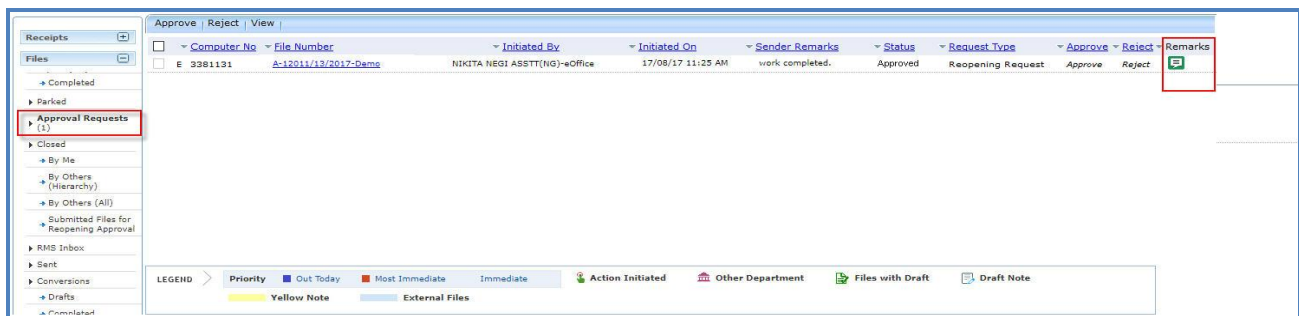 Approve | Reject | View |
Receipts
Files
Completed
Parked
Approval Requests
(1)
Closed
By Me
By Others
(Hierarchy)
By Others (All)
Submitted Files for
Reopening Approval
RMS Inbox
Sent
Conversions
Drafts
Completed
Computer No File Number Initiated By Initiated On Sender Remarks Status Request Type Approve Reject Remarks
E 3381131 A-12011/13/2017-Demo NIKITA NEGI ASSTT(NG)-eOffice 17/08/17 11:25 AM work completed. Approved Reopening Request Approve Reject
LEGEND Priority Out Today Most Immediate Immediate Action Initiated Other Department Files with Draft Draft Note
Yellow Note External Files